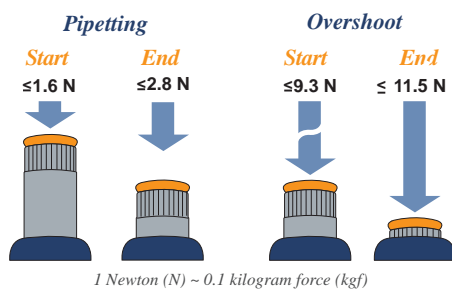 Pipetting Overshoot
Start End Start End
≤1.6 N ≤2.8 N ≤9.3 N ≤ 11.5 N
1 Newton (N) ~ 0.1 kilogram force (kgf)